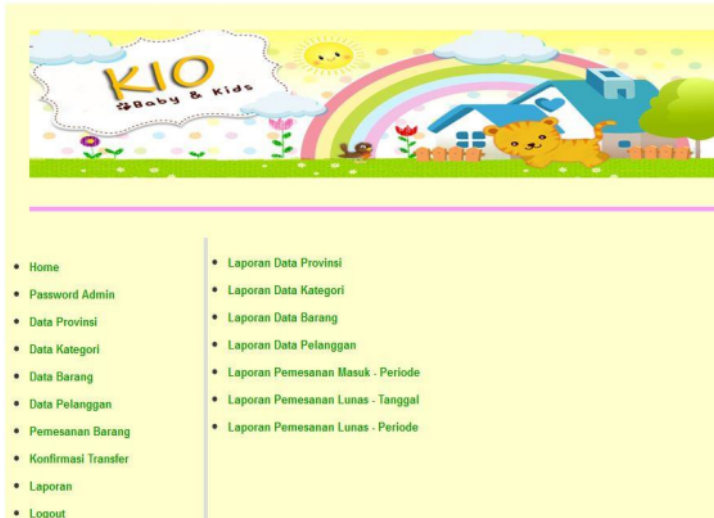 KIO
Baby & Kids
Home
Password Admin
Data Provinsi
Data Kategori
Data Barang
Data Pelanggan
Pemesanan Barang
Konfirmasi Transfer
Laporan
Logout
Laporan Data Provinsi
Laporan Data Kategori
Laporan Data Barang
Laporan Data Pelanggan
Laporan Pemesanan Masuk - Periode
Laporan Pemesanan Lunas - Tanggal
Laporan Pemesanan Lunas - Periode